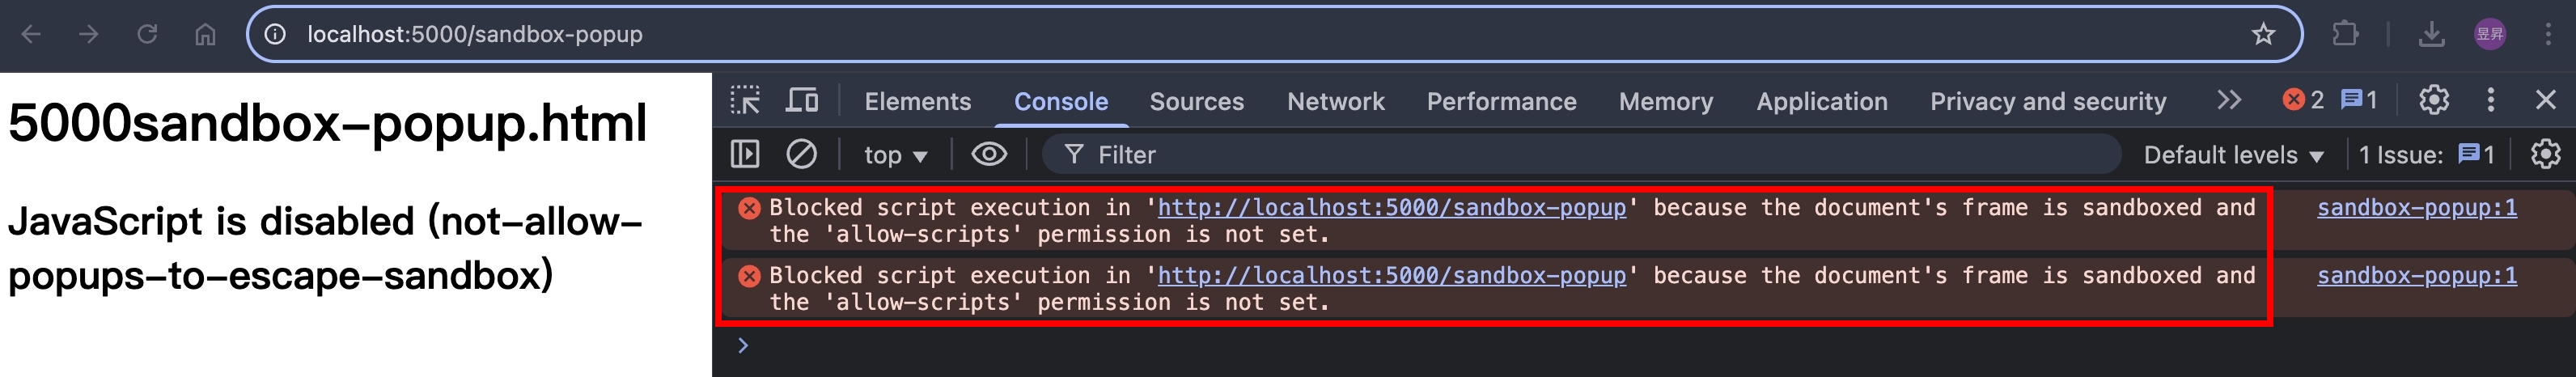 localhost:5000/sandbox-popup
昱昇
5000sandbox-popup.html
JavaScript is disabled (not-allow-
popups-to-escape-sandbox)
Elements Console Sources Network Performance Memory Application Privacy and security 2 1
top Filter Default levels 1 Issue: 1
Blocked script execution in 'http://localhost:5000/sandbox-popup' because the document's frame is sandboxed and sandbox-popup:1
the 'allow-scripts' permission is not set.
Blocked script execution in 'http://localhost:5000/sandbox-popup' because the document's frame is sandboxed and sandbox-popup:1
the 'allow-scripts' permission is not set.